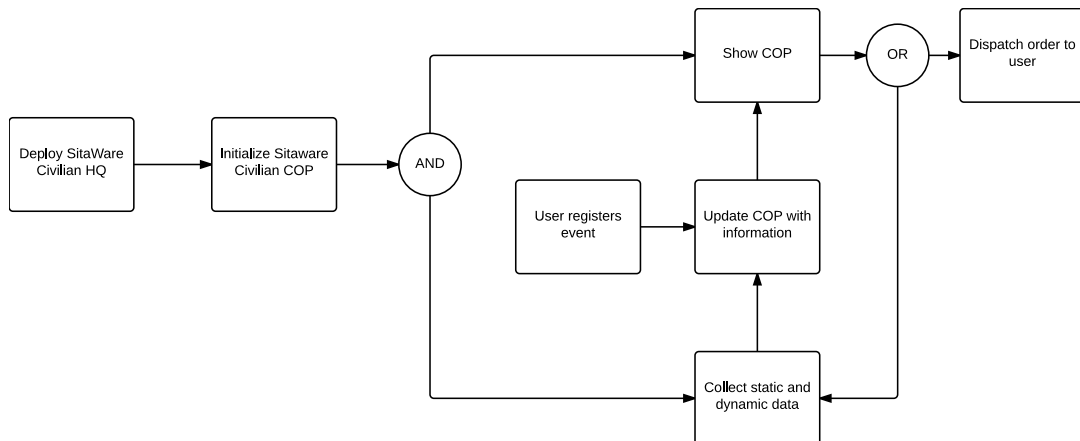 Deploy SitaWare
Civilian HQ
Initialize Sitaware
Civilian COP
AND
Show COP
OR
Dispatch order to
user
User registers
event
Update COP with
information
Collect static and
dynamic data